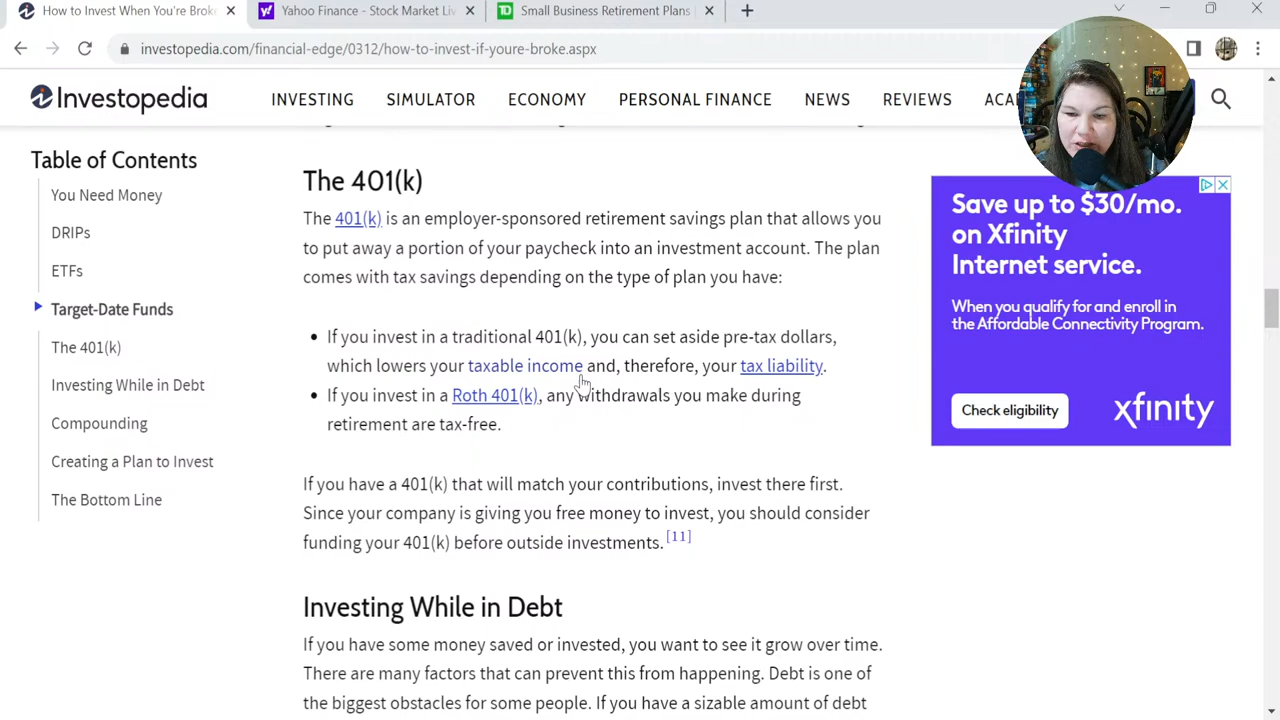 How to Invest When You're Broke
Yahoo Finance - Stock Market Li
Small Business Retirement Plans
investopedia.com/financial-edge/0312/how-to-invest-if-youre-broke.aspx
Investopedia
INVESTING
SIMULATOR
ECONOMY
PERSONAL FINANCE
NEWS
REVIEWS
ACA
Table of Contents
You Need Money
DRIPs
ETFs
Target-Date Funds
The 401(k)
Investing While in Debt
Compounding
Creating a Plan to Invest
The Bottom Line
The 401(k)
The 401(k) is an employer-sponsored retirement savings plan that allows you
to put away a portion of your paycheck into an investment account. The plan
comes with tax savings depending on the type of plan you have:
• If you invest in a traditional 401(k), you can set aside pre-tax dollars,
which lowers your taxable income and, therefore, your tax liability.
• If you invest in a Roth 401(k), any withdrawals you make during
retirement are tax-free.
If you have a 401(k) that will match your contributions, invest there first.
Since your company is giving you free money to invest, you should consider
funding your 401(k) before outside investments. [11]
Investing While in Debt
If you have some money saved or invested, you want to see it grow over time.
There are many factors that can prevent this from happening. Debt is one of
the biggest obstacles for some people. If you have a sizable amount of debt
Save up to $30/mo.
on Xfinity
Internet service.
When you qualify for and enroll in
the Affordable Connectivity Program.
Check eligibility
xfinity